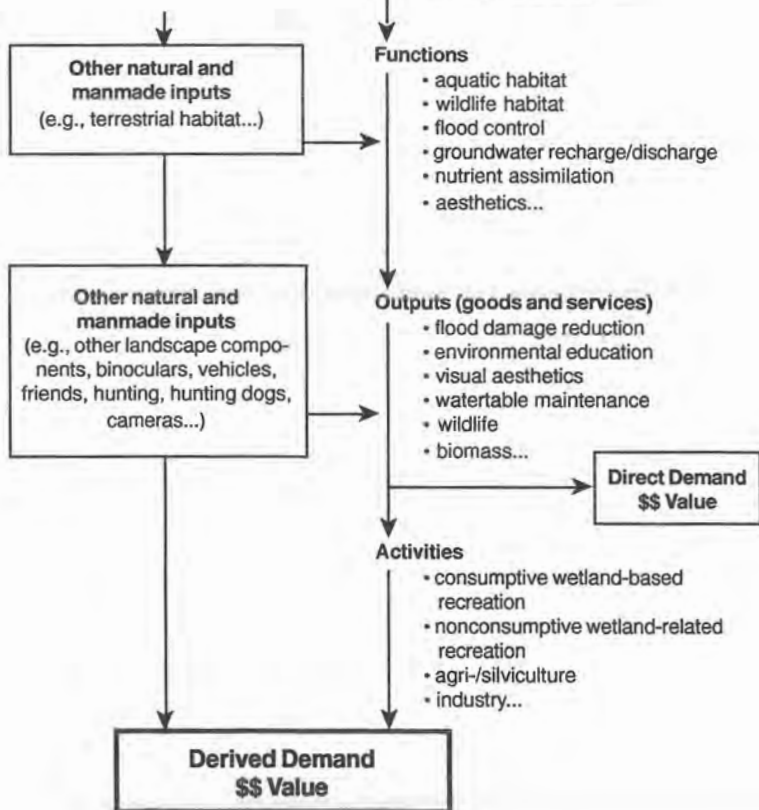 Other natural and
manmade inputs
(e.g., terrestrial habitat...)
Functions
• aquatic habitat
• wildlife habitat
• flood control
• groundwater recharge/discharge
• nutrient assimilation
• aesthetics...
Other natural and
manmade inputs
(e.g., other landscape compo-
nents, binoculars, vehicles,
friends, hunting, hunting dogs,
cameras...)
Outputs (goods and services)
• flood damage reduction
• environmental education
• visual aesthetics
• watertable maintenance
• wildlife
• biomass...
Direct Demand
$$ Value
Activities
• consumptive wetland-based
recreation
• nonconsumptive wetland-related
recreation
• agri-/silviculture
• industry...
Derived Demand
$$ Value